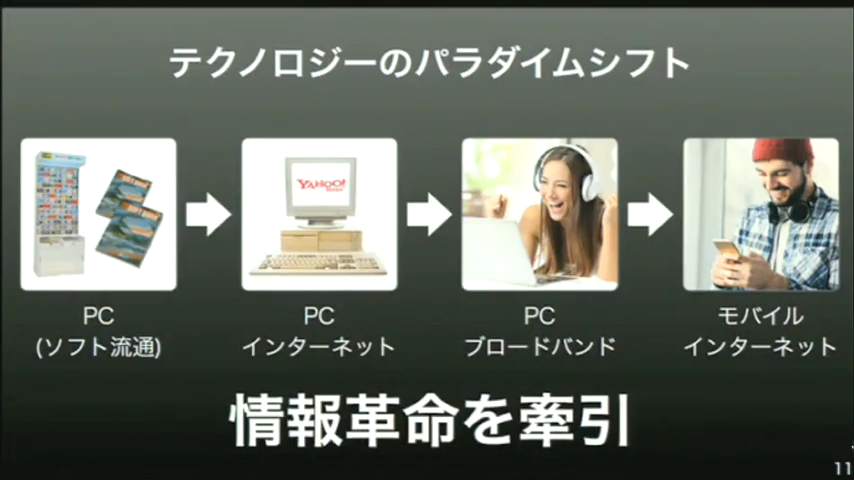 テクノロジーのパラダイムシフト
YAHOO!
PC
(ソフト流通)
PC
インターネット
PC
ブロードバンド
モバイル
インターネット
情報革命を牽引
11